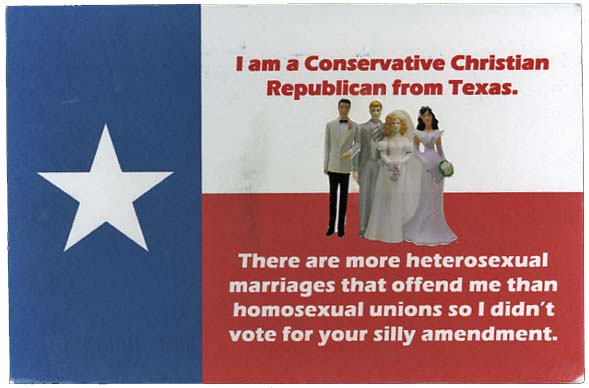 I am a Conservative Christian
Republican from Texas.
There are more heterosexual
marriages that offend me than
homosexual unions so I didn't
vote for your silly amendment.